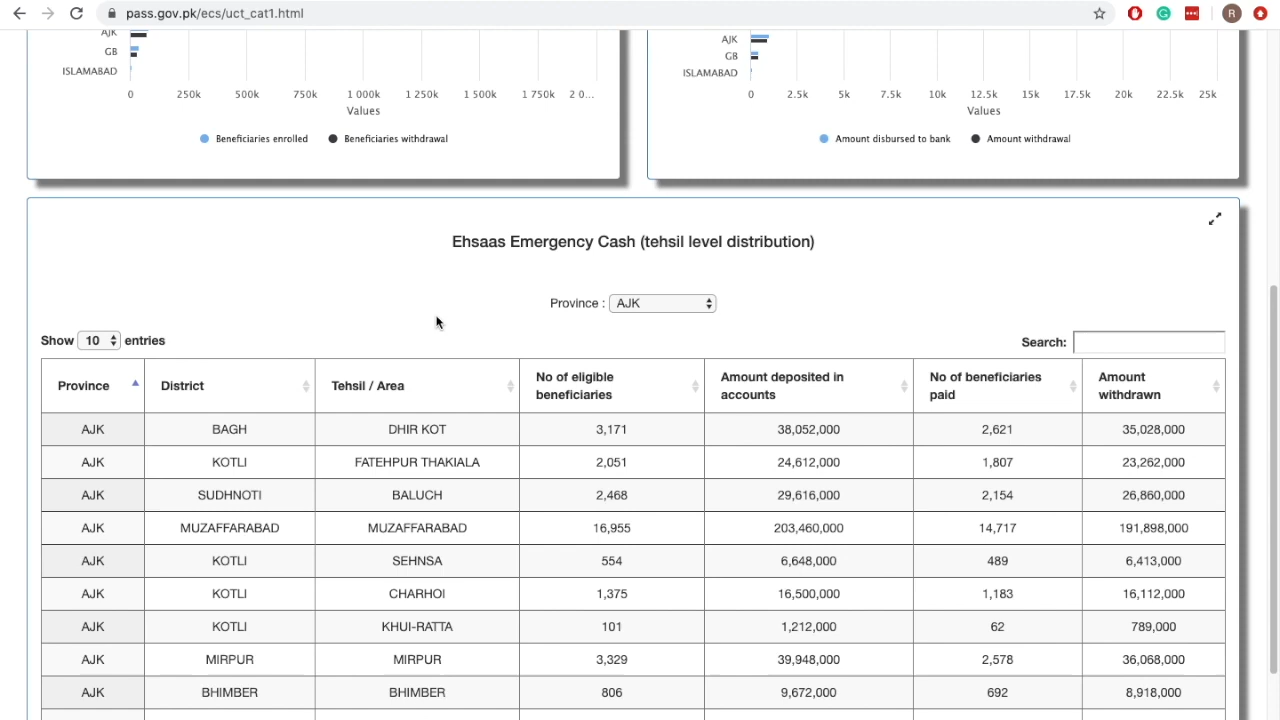 pass.gov.pk/ecs/uct_cat1.html
R
AJK
GB
ISLAMABAD
0 250k 500k 750k 1 000k 1 250k 1 500k 1 750k 2 0...
Values
Beneficiaries enrolled Beneficiaries withdrawal
AJK
GB
ISLAMABAD
0 2.5k 5k 7.5k 10k 12.5k 15k 17.5k 20k 22.5k 25k
Values
Amount disbursed to bank Amount withdrawal
Ehsaas Emergency Cash (tehsil level distribution)
Province : AJK
Show 10 entries Search:
Province District Tehsil / Area No of eligible beneficiaries Amount deposited in accounts No of beneficiaries paid Amount withdrawn
AJK BAGH DHIR KOT 3,171 38,052,000 2,621 35,028,000
AJK KOTLI FATEHPUR THAKIALA 2,051 24,612,000 1,807 23,262,000
AJK SUDHNOTI BALUCH 2,468 29,616,000 2,154 26,860,000
AJK MUZAFFARABAD MUZAFFARABAD 16,955 203,460,000 14,717 191,898,000
AJK KOTLI SEHNSA 554 6,648,000 489 6,413,000
AJK KOTLI CHARHOI 1,375 16,500,000 1,183 16,112,000
AJK KOTLI KHUI-RATTA 101 1,212,000 62 789,000
AJK MIRPUR MIRPUR 3,329 39,948,000 2,578 36,068,000
AJK BHIMBER BHIMBER 806 9,672,000 692 8,918,000